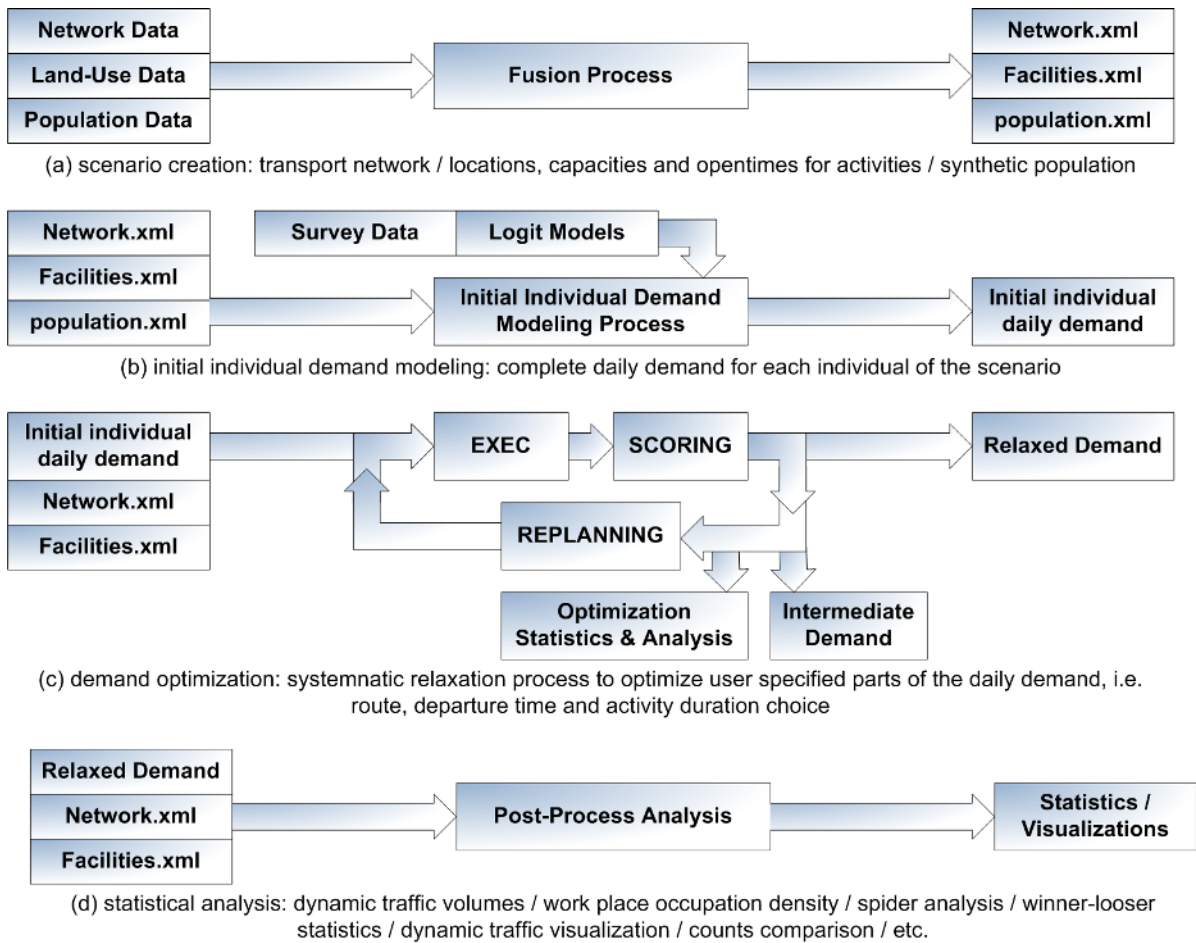 Network Data
Land-Use Data
Population Data
Fusion Process
Network.xml
Facilities.xml
population.xml
(a) scenario creation: transport network / locations, capacities and opentimes for activities / synthetic population
Network.xml
Facilities.xml
population.xml
Survey Data
Logit Models
Initial Individual Demand
Modeling Process
Initial individual
daily demand
(b) initial individual demand modeling: complete daily demand for each individual of the scenario
Initial individual
daily demand
Network.xml
Facilities.xml
EXEC
SCORING
Relaxed Demand
REPLANNING
Optimization
Statistics & Analysis
Intermediate
Demand
(c) demand optimization: systemnatic relaxation process to optimize user specified parts of the daily demand, i.e.
route, departure time and activity duration choice
Relaxed Demand
Network.xml
Facilities.xml
Post-Process Analysis
Statistics /
Visualizations
(d) statistical analysis: dynamic traffic volumes / work place occupation density / spider analysis / winner-looser
statistics / dynamic traffic visualization / counts comparison / etc.